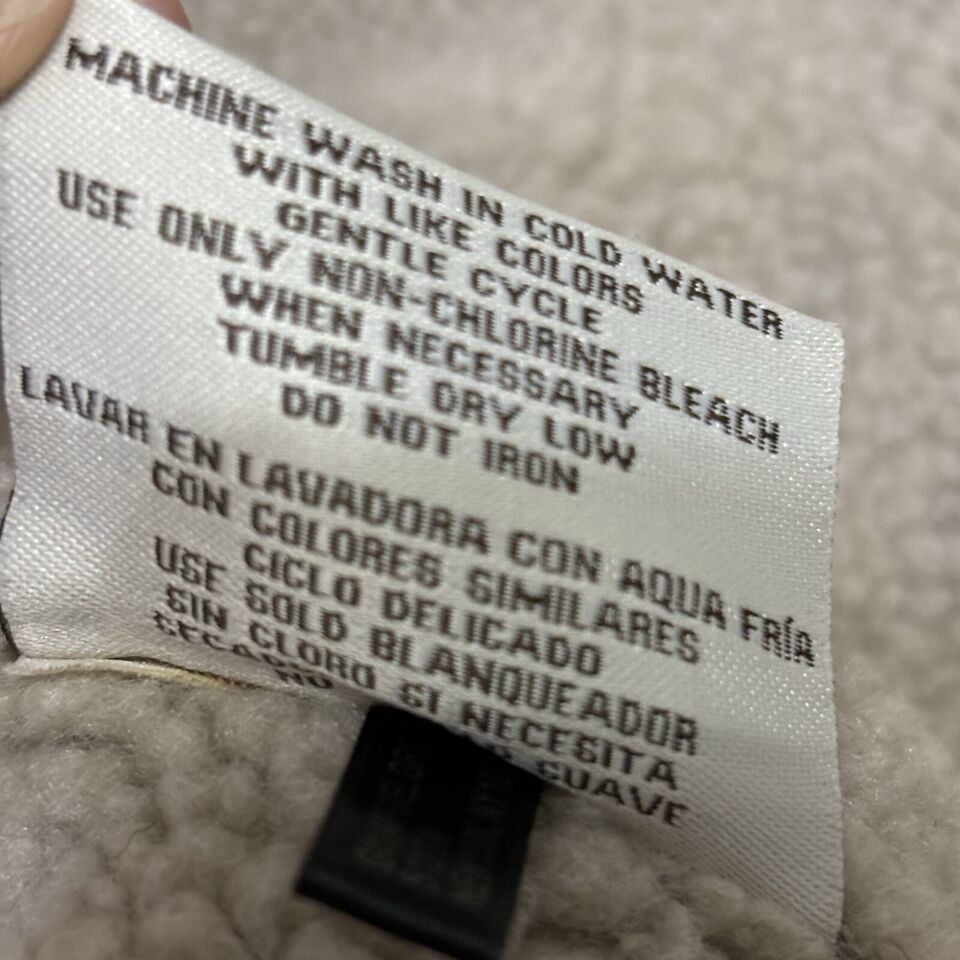 MACHINE WASH IN COLD WATER
WITH LIKE COLORS
GENTLE CYCLE
USE ONLY NON-CHLORINE BLEACH
WHEN NECESSARY
TUMBLE DRY LOW
DO NOT IRON
LAVAR EN LAVADORA CON AQUA FRÍA
CON COLORES SIMILARES
CICLO DELICADO
USE SOLO BLANQUEADOR
SIN CLORO SI NECESITA
SUAVE
NO